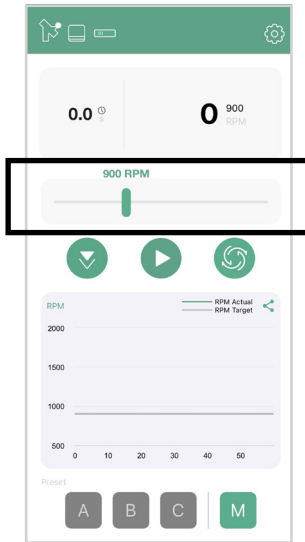 0.0 s
0 900 RPM
900 RPM
RPM
RPM Actual
RPM Target
2000
1500
1000
500
0 10 20 30 40 50
Preset
A B C M